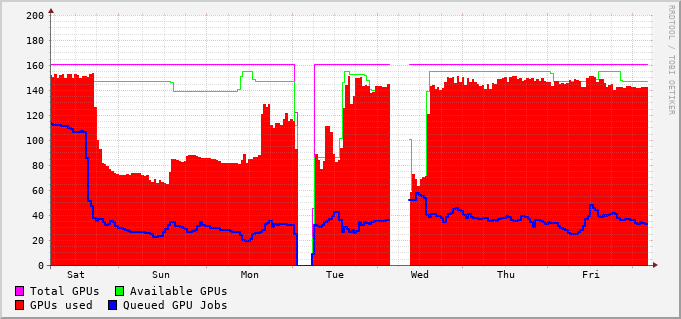 200
180
160
140
120
100
80
60
40
20
0
Sat Sun Mon Tue Wed Thu Fri
Total GPUs Available GPUs
GPUs used Queued GPU Jobs
RRDTOOL / TOBI OETIKER